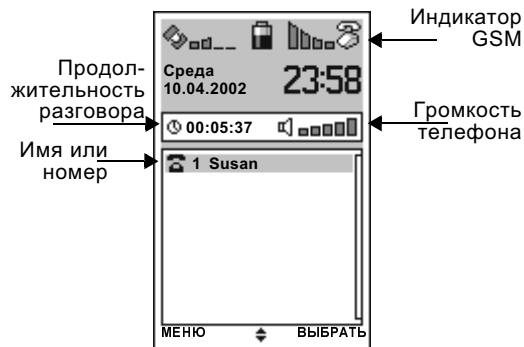 Индикатор
GSM
Среда
10.04.2002
23:58
Продол-
жительность
разговора
00:05:37
Громкость
телефона
Имя или
номер
1 Susan
МЕНЮ
ВЫБРАТЬ